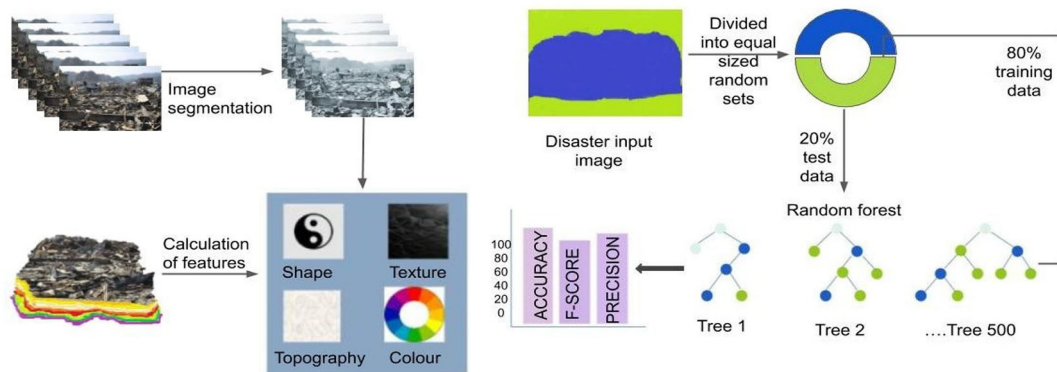 Image
segmentation
Calculation
of features
Shape
Texture
Topography
Colour
Disaster input
image
Divided
into equal
sized
random
sets
80%
training
data
20%
test
data
Random forest
100
80
60
40
20
0
ACCURACY
F-SCORE
PRECISION
Tree 1
Tree 2
....Tree 500